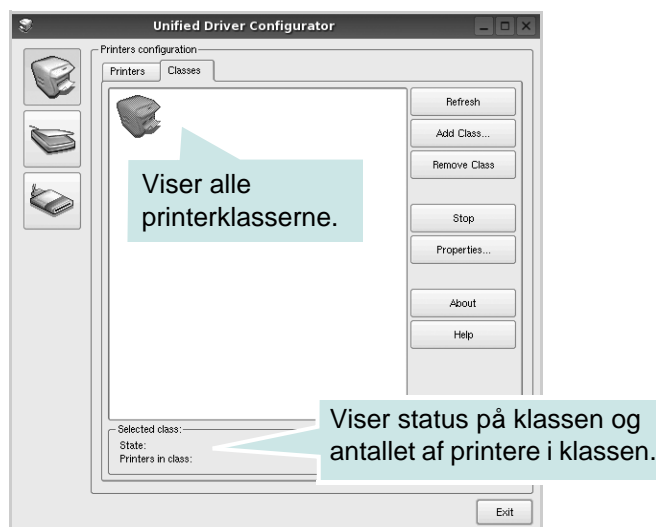 Unified Driver Configurator
Printers configuration
Printers
Classes
Refresh
Add Class...
Remove Class
Stop
Properties...
About
Help
Viser alle
printerklasserne.
Selected class:
State:
Printers in class:
Viser status på klassen og
antallet af printere i klassen.
Exit